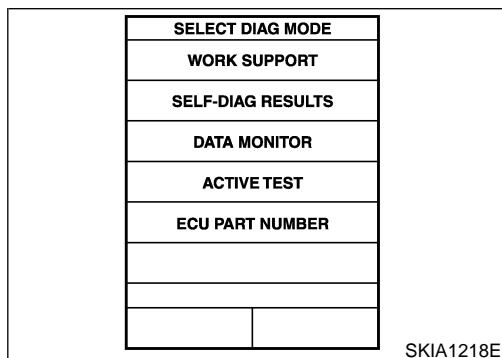 SELECT DIAG MODE
WORK SUPPORT
SELF-DIAG RESULTS
DATA MONITOR
ACTIVE TEST
ECU PART NUMBER
SKIA1218E